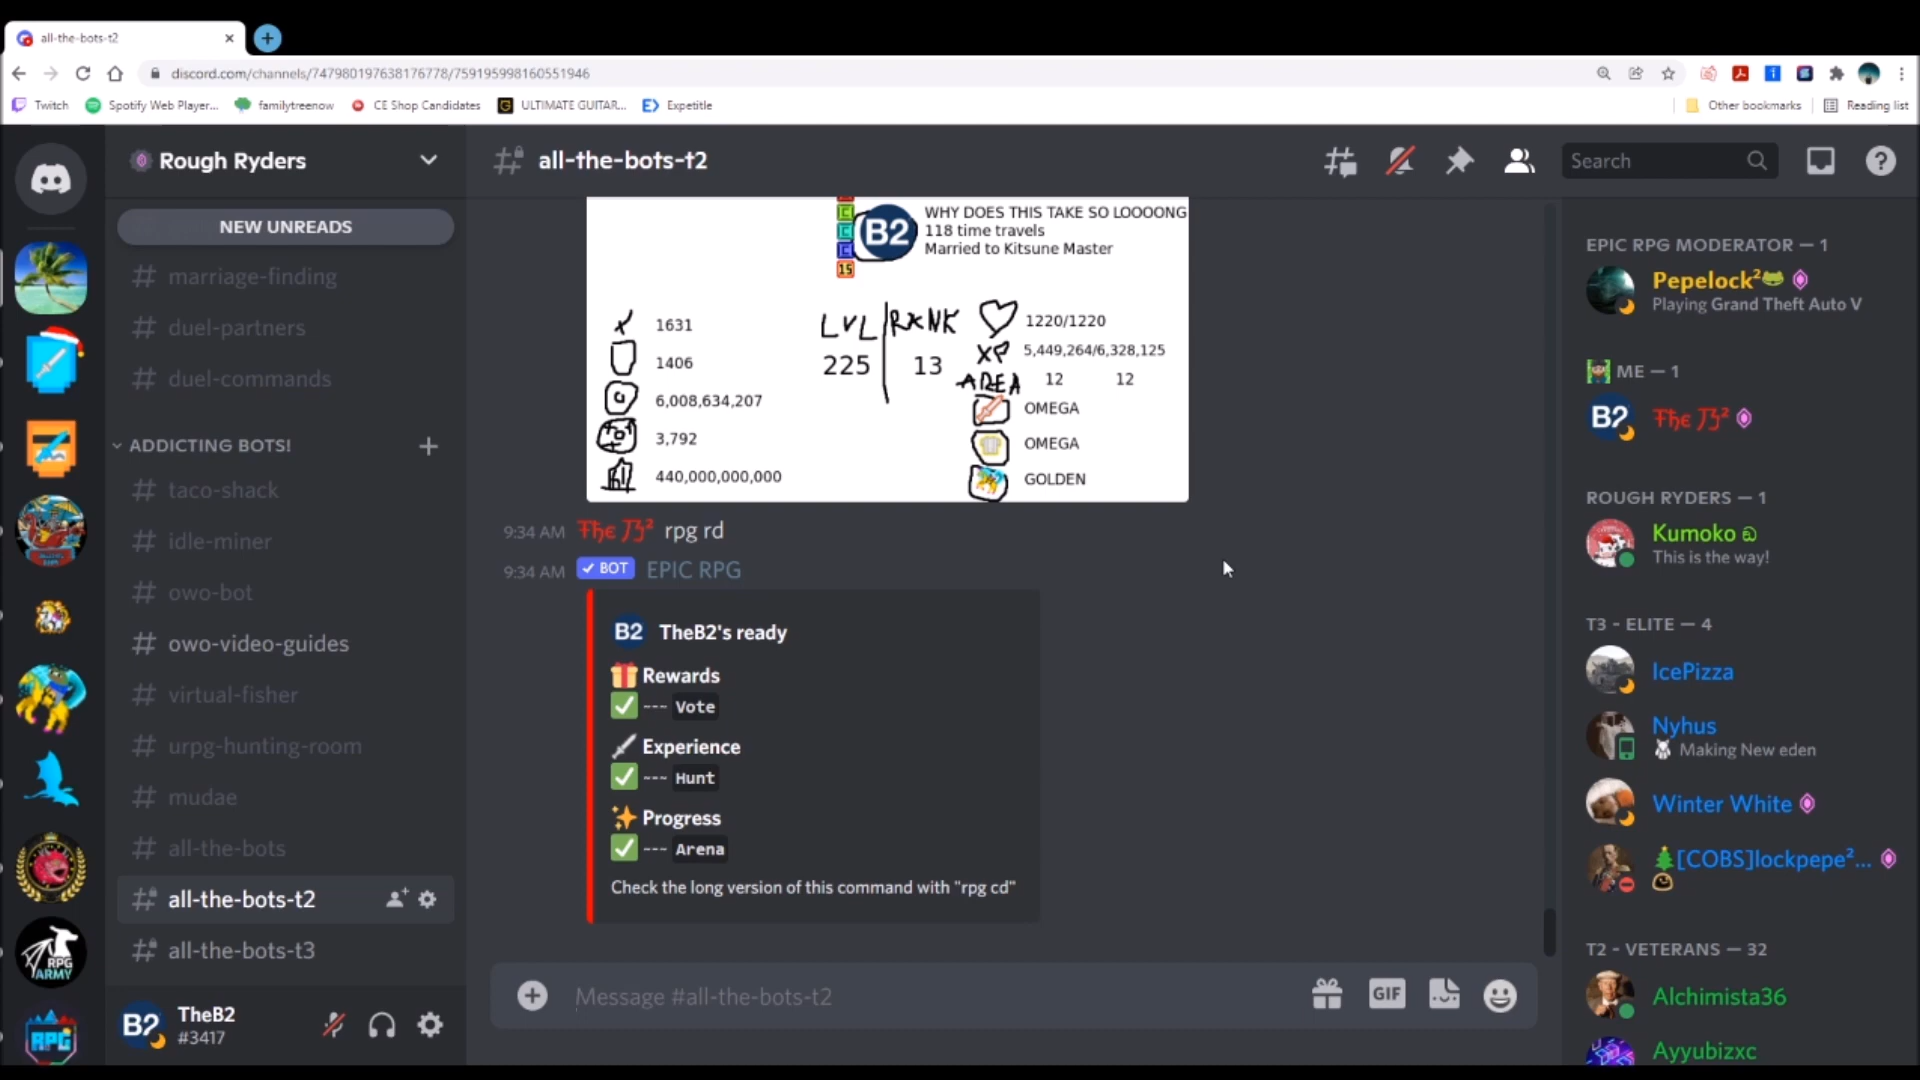 all-the-bots-t2
discord.com/channels/747980197638176778/759195998160551946
Twitch
Spotify Web Player...
familytreenow
CE Shop Candidates
ULTIMATE GUITAR...
Expetitle
Other bookmarks
Reading list
Rough Ryders
NEW UNREADS
# marriage-finding
# duel-partners
# duel-commands
ADDICTING BOTS!
# taco-shack
# idle-miner
# owo-bot
# owo-video-guides
# virtual-fisher
# urpg-hunting-room
# mudae
# all-the-bots
# all-the-bots-t2
# all-the-bots-t3
RPG
ARMY
RPG
B2
TheB2
#3417
# all-the-bots-t2
Search
C
C
C
15
B2
WHY DOES THIS TAKE SO LOOOONG
118 time travels
Married to Kitsune Master
1631
1406
6,008,634,207
3,792
440,000,000,000
LVL RANK
225 13
1220/1220
XP 5,449,264/6,328,125
AREA 12 12
OMEGA
OMEGA
GOLDEN
9:34 AM Ћє Љ² rpg rd
9:34 AM ✓ BOT EPIC RPG
B2 TheB2's ready
Rewards
✅ --- Vote
Experience
✅ --- Hunt
Progress
✅ --- Arena
Check the long version of this command with "rpg cd"
Message #all-the-bots-t2
GIF
EPIC RPG MODERATOR — 1
Pepelock²
Playing Grand Theft Auto V
ME — 1
B2
ROUGH RYDERS — 1
Kumoko
This is the way!
T3 - ELITE — 4
IcePizza
Nyhus
Making New eden
Winter White
[COBS]lockpepe²...
T2 - VETERANS — 32
Alchimista36
Ayyubizxc